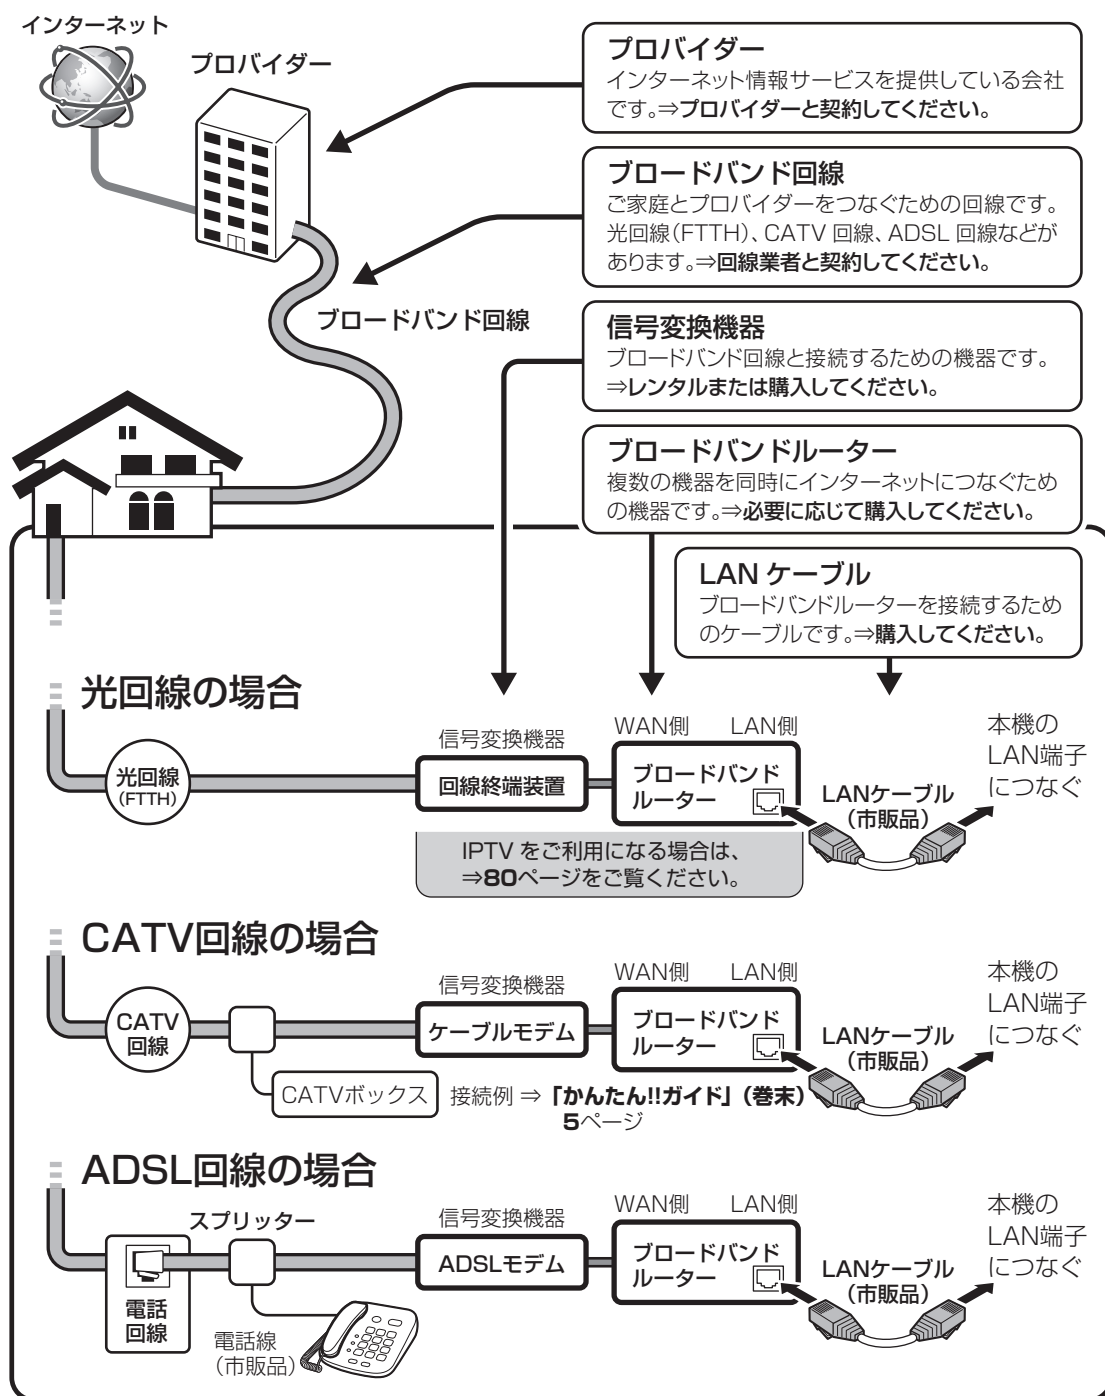 インターネット
プロバイダー
プロバイダー
インターネット情報サービスを提供している会社
です。⇒プロバイダーと契約してください。
ブロードバンド回線
ご家庭とプロバイダーをつなぐための回線です。
光回線(FTTH)、CATV 回線、ADSL 回線などが
あります。⇒回線業者と契約してください。
ブロードバンド回線
信号変換機器
ブロードバンド回線と接続するための機器です。
⇒レンタルまたは購入してください。
ブロードバンドルーター
複数の機器を同時にインターネットにつなぐため
の機器です。⇒必要に応じて購入してください。
LAN ケーブル
ブロードバンドルーターを接続するため
のケーブルです。⇒購入してください。
光回線の場合
光回線
(FTTH)
信号変換機器
回線終端装置
WAN側 LAN側
ブロードバンド
ルーター
LANケーブル
(市販品)
本機の
LAN端子
につなぐ
IPTV をご利用になる場合は、
⇒80ページをご覧ください。
CATV回線の場合
CATV
回線
信号変換機器
ケーブルモデム
WAN側 LAN側
ブロードバンド
ルーター
LANケーブル
(市販品)
本機の
LAN端子
につなぐ
CATVボックス
接続例 ⇒ 「かんたん!!ガイド」(巻末)
5ページ
ADSL回線の場合
スプリッター
電話
回線
電話線
(市販品)
信号変換機器
ADSLモデム
WAN側 LAN側
ブロードバンド
ルーター
LANケーブル
(市販品)
本機の
LAN端子
につなぐ